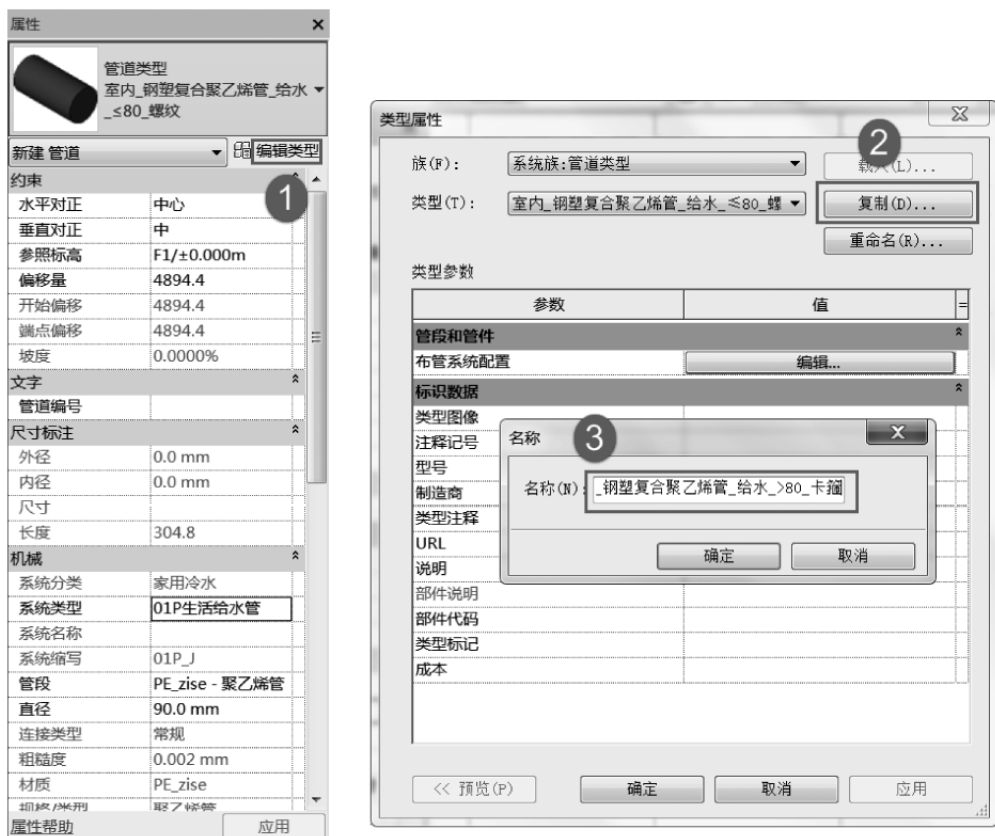 属性
管道类型
室内_钢塑复合聚乙烯管_给水
_≤80_螺纹
新建 管道
编辑类型
1
约束
水平对正 中心
垂直对正 中
参照标高 F1/±0.000m
偏移量 4894.4
开始偏移 4894.4
端点偏移 4894.4
坡度 0.0000%
文字
管道编号
尺寸标注
外径 0.0 mm
内径 0.0 mm
尺寸
长度 304.8
机械
系统分类 家用冷水
系统类型 01P生活给水管
系统名称
系统缩写 01P_J
管段 PE_zise - 聚乙烯管
直径 90.0 mm
连接类型 常规
粗糙度 0.002 mm
材质 PE_zise
规格/类型 聚乙烯管
属性帮助 应用
类型属性
2
族(F): 系统族:管道类型 载入(L)...
类型(T): 室内_钢塑复合聚乙烯管_给水_≤80_螺 复制(D)...
重命名(R)...
类型参数
参数 值 =
管段和管件
布管系统配置 编辑...
标识数据
类型图像
注释记号
型号
制造商
类型注释
URL
说明
部件说明
部件代码
类型标记
成本
名称
3
名称(N): _钢塑复合聚乙烯管_给水_>80_卡箍
确定 取消
<< 预览(P) 确定 取消 应用